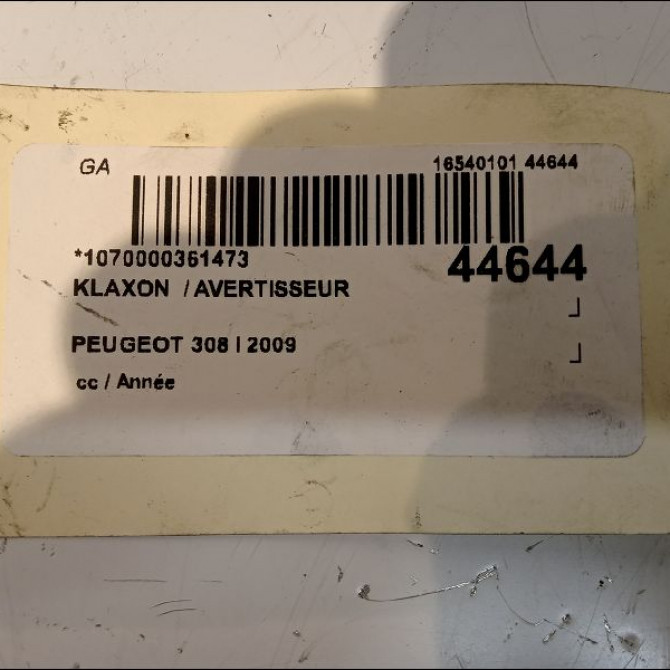 GA 16540101 44644
*1070000361473 44644
KLAXON / AVERTISSEUR
PEUGEOT 308 I 2009
cc / Année